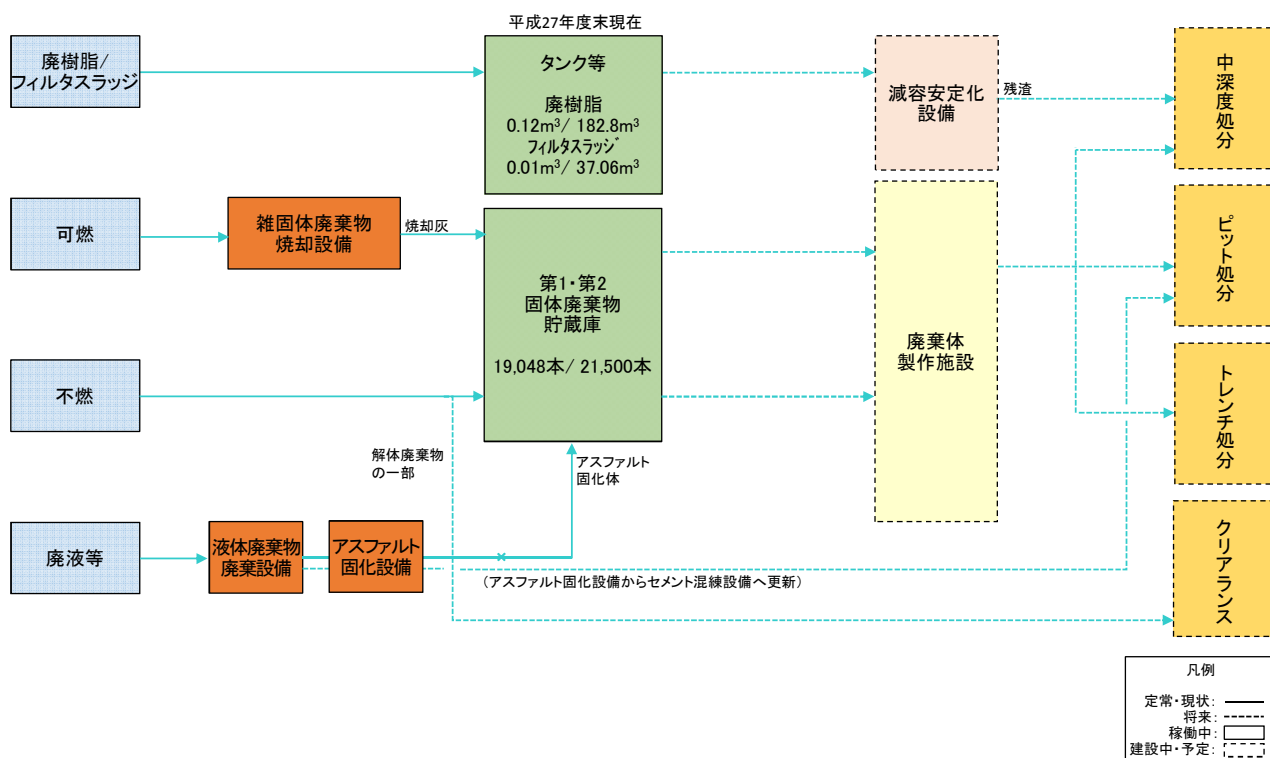 平成27年度末現在
廃樹脂/
フィルタスラッジ
タンク等
廃樹脂
0.12m³/ 182.8m³
フィルタスラッジ
0.01m³/ 37.06m³
減容安定化
設備
残渣
中深度処分
可燃
雑固体廃棄物
焼却設備
焼却灰
第1・第2
固体廃棄物
貯蔵庫
19,048本/ 21,500本
廃棄体
製作施設
ピット処分
不燃
解体廃棄物
の一部
アスファルト
固化体
トレンチ処分
廃液等
液体廃棄物
廃棄設備
アスファルト
固化設備
(アスファルト固化設備からセメント混練設備へ更新)
クリアランス
凡例
定常・現状:
将来:
稼働中:
建設中・予定: